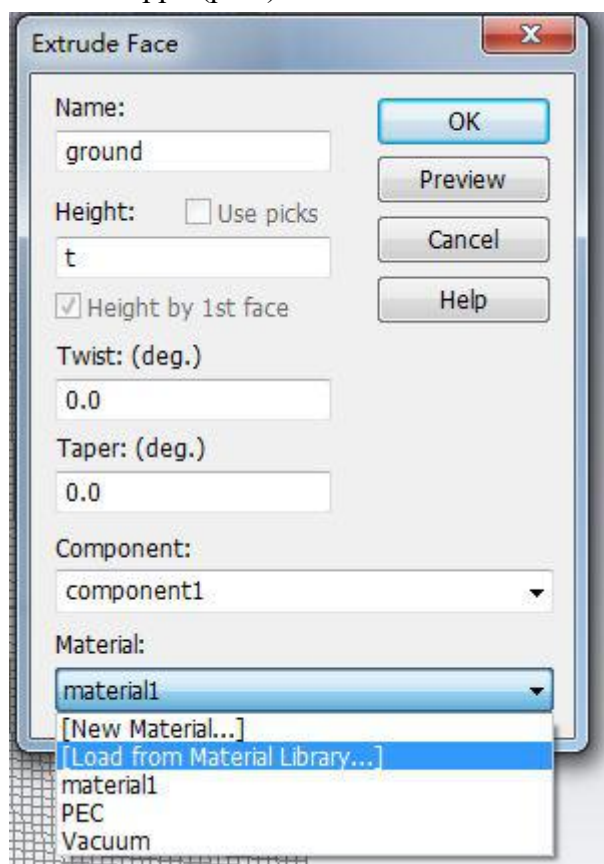 Extrude Face
Name:
ground
OK
Preview
Height:
Use picks
t
Cancel
Height by 1st face
Help
Twist: (deg.)
0.0
Taper: (deg.)
0.0
Component:
component1
Material:
material1
[New Material...]
[Load from Material Library...]
material1
PEC
Vacuum